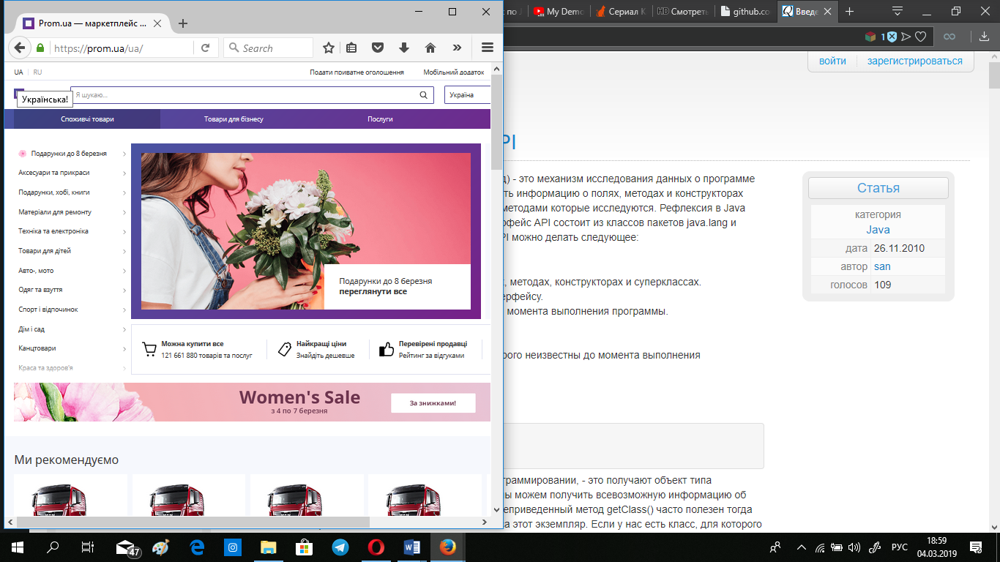 Prom.ua — маркетплейс ...
https://prom.ua/ua/
Search
UA | RU
Подати приватне оголошення
Мобільний додаток
Українська!
Я шукаю...
Україна
Споживчі товари
Товари для бізнесу
Послуги
Подарунки до 8 березня
Аксесуари та прикраси
Подарунки, хобі, книги
Матеріали для ремонту
Техніка та електроніка
Товари для дітей
Авто-, мото
Одяг та взуття
Спорт і відпочинок
Дім і сад
Канцтовари
Краса та здоров'я
Подарунки до 8 березня
переглянути все
Можна купити все
121 661 880 товарів та послуг
Найкращі ціни
Знайдіть дешевше
Перевірені продавці
Рейтинг за відгуками
Women's Sale
з 4 по 7 березня
За знижками!
Ми рекомендуємо
My Demo
Сериал К
HD Смотреть
github.co
Введе
1
войти
зарегистрироваться
PI
д) - это механизм исследования данных о программе
ть информацию о полях, методах и конструкторах
методами которые исследуются. Рефлексия в Java
рфейс API состоит из классов пакетов java.lang и
PI можно делать следующее:
, методах, конструкторах и суперклассах.
ерфейсу.
момента выполнения программы.
рого неизвестны до момента выполнения
граммировании, - это получают объект типа
ы можем получить всевозможную информацию об
еприведенный метод getClass() часто полезен тогда
а этот экземпляр. Если у нас есть класс, для которого
Статья
категория
Java
дата 26.11.2010
автор san
голосов 109
47
РУС
18:59
04.03.2019